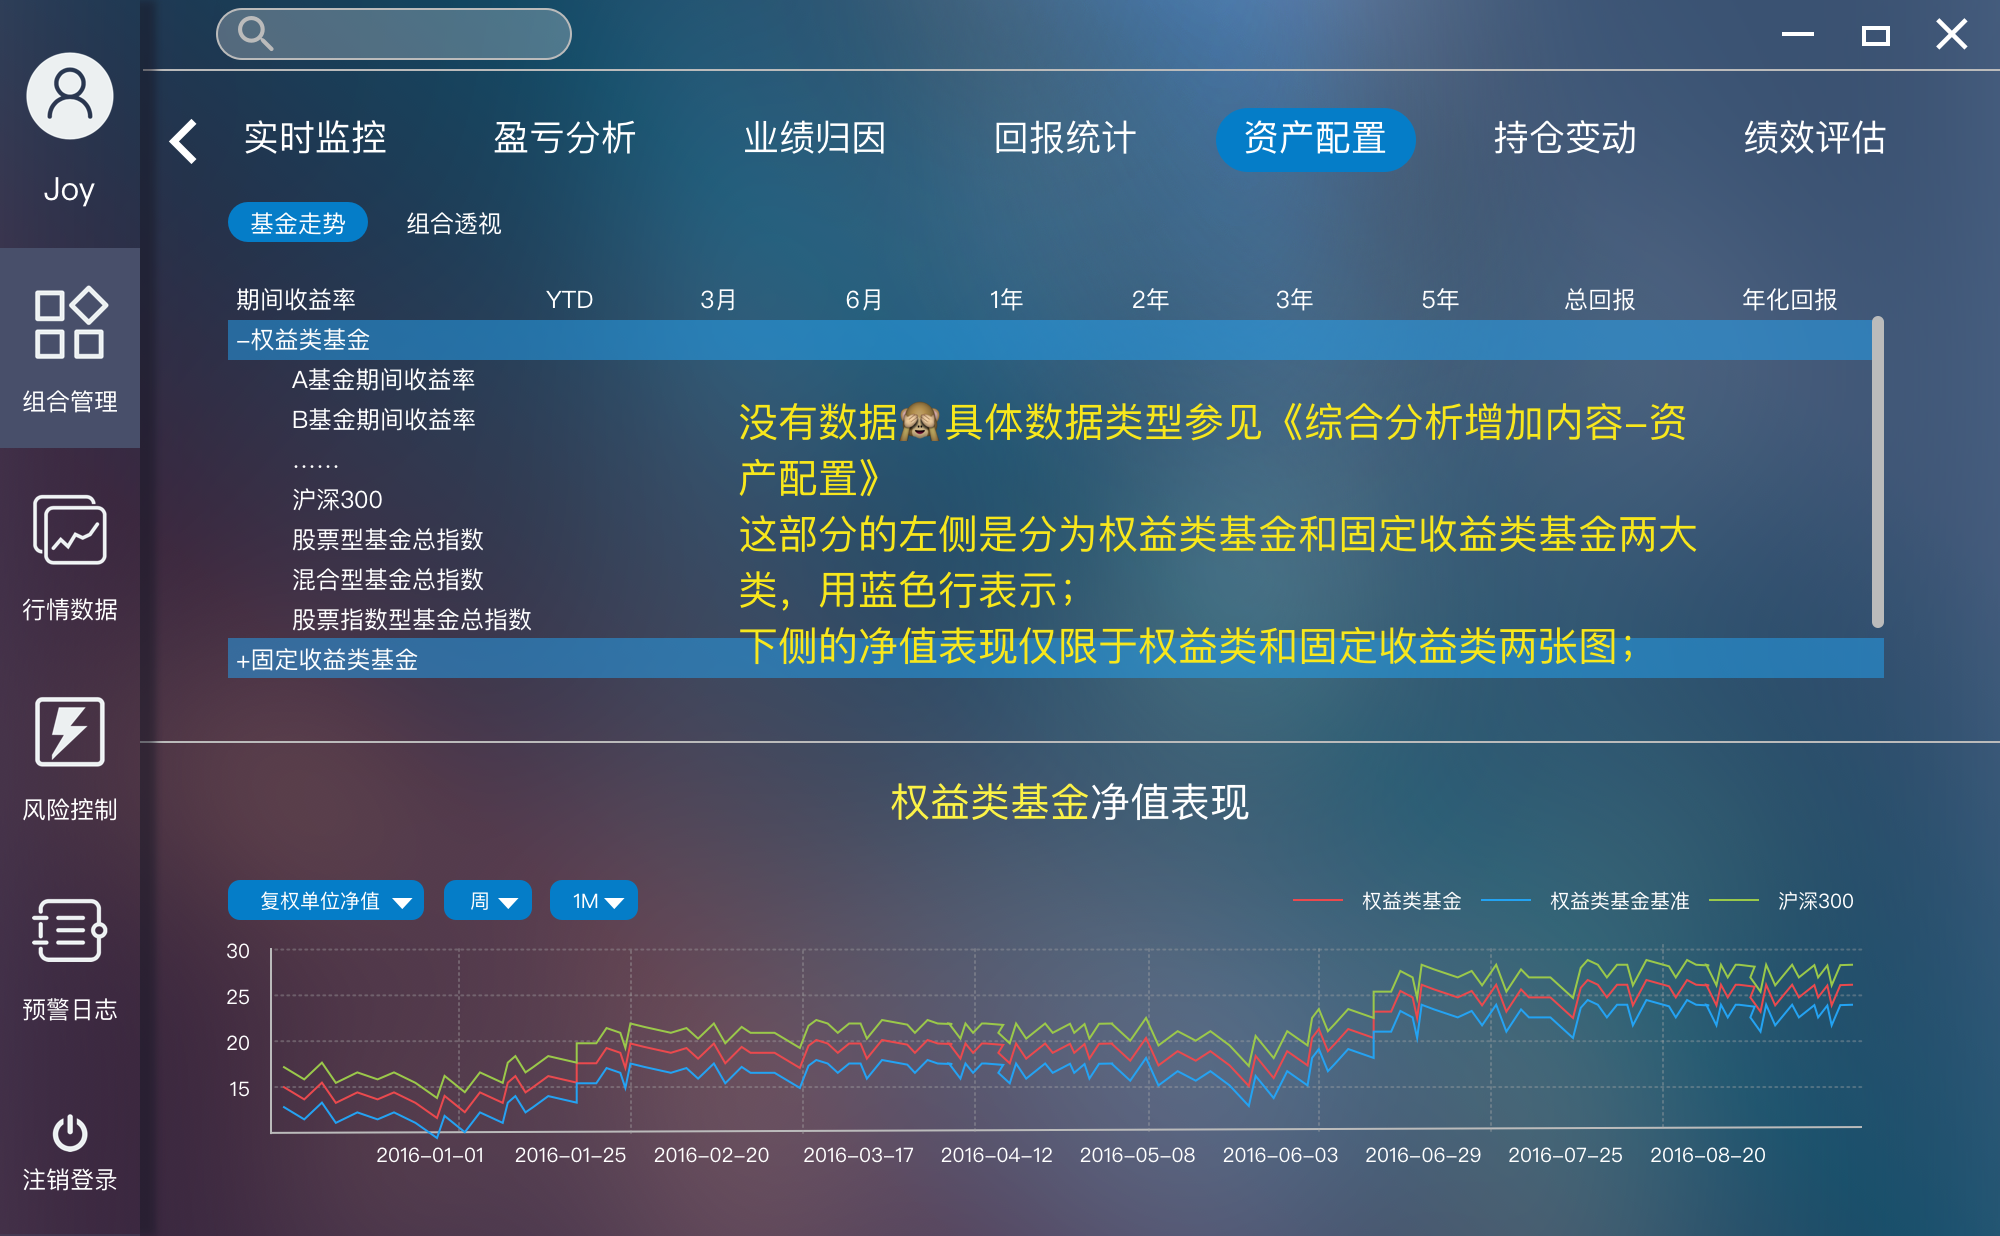 Joy
组合管理
行情数据
风险控制
预警日志
注销登录
实时监控 盈亏分析 业绩归因 回报统计 资产配置 持仓变动 绩效评估
基金走势 组合透视
期间收益率 YTD 3月 6月 1年 2年 3年 5年 总回报 年化回报
-权益类基金
A基金期间收益率
B基金期间收益率
……
沪深300
股票型基金总指数
混合型基金总指数
股票指数型基金总指数
+固定收益类基金
没有数据🙈具体数据类型参见《综合分析增加内容-资
产配置》
这部分的左侧是分为权益类基金和固定收益类基金两大
类，用蓝色行表示；
下侧的净值表现仅限于权益类和固定收益类两张图；
权益类基金净值表现
复权单位净值 周 1M 权益类基金 权益类基金基准 沪深300
30
25
20
15
2016-01-01 2016-01-25 2016-02-20 2016-03-17 2016-04-12 2016-05-08 2016-06-03 2016-06-29 2016-07-25 2016-08-20